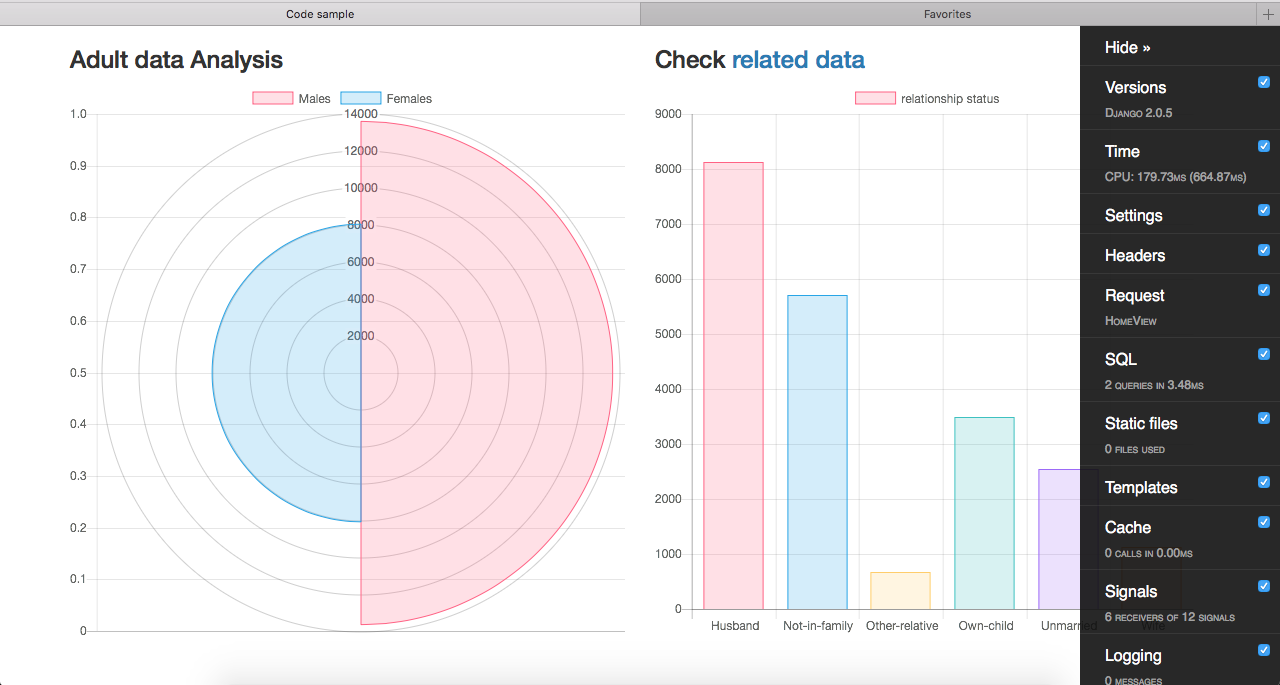 Code sample
Favorites
+
Adult data Analysis
Males
Females
1.0
0.9
0.8
0.7
0.6
0.5
0.4
0.3
0.2
0.1
0
14000
12000
10000
8000
6000
4000
2000
Check related data
relationship status
9000
8000
7000
6000
5000
4000
3000
2000
1000
0
Husband
Not-in-family
Other-relative
Own-child
Unmarried
Wife
Hide »
Versions
Django 2.0.5
Time
CPU: 179.73ms (664.87ms)
Settings
Headers
Request
HomeView
SQL
2 queries in 3.48ms
Static files
0 files used
Templates
Cache
0 calls in 0.00ms
Signals
6 receivers of 12 signals
Logging
0 messages